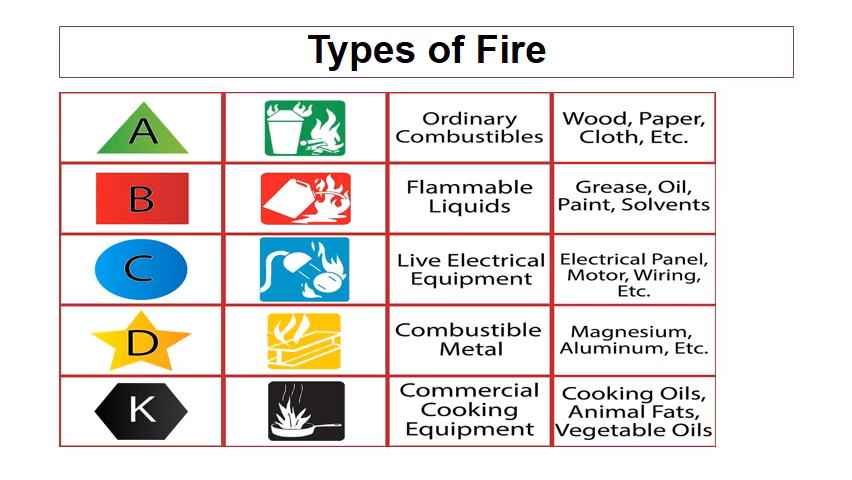 Types of Fire
A
Ordinary
Combustibles
Wood, Paper,
Cloth, Etc.
B
Flammable
Liquids
Grease, Oil,
Paint, Solvents
C
Live Electrical
Equipment
Electrical Panel,
Motor, Wiring,
Etc.
D
Combustible
Metal
Magnesium,
Aluminum, Etc.
K
Commercial
Cooking
Equipment
Cooking Oils,
Animal Fats,
Vegetable Oils